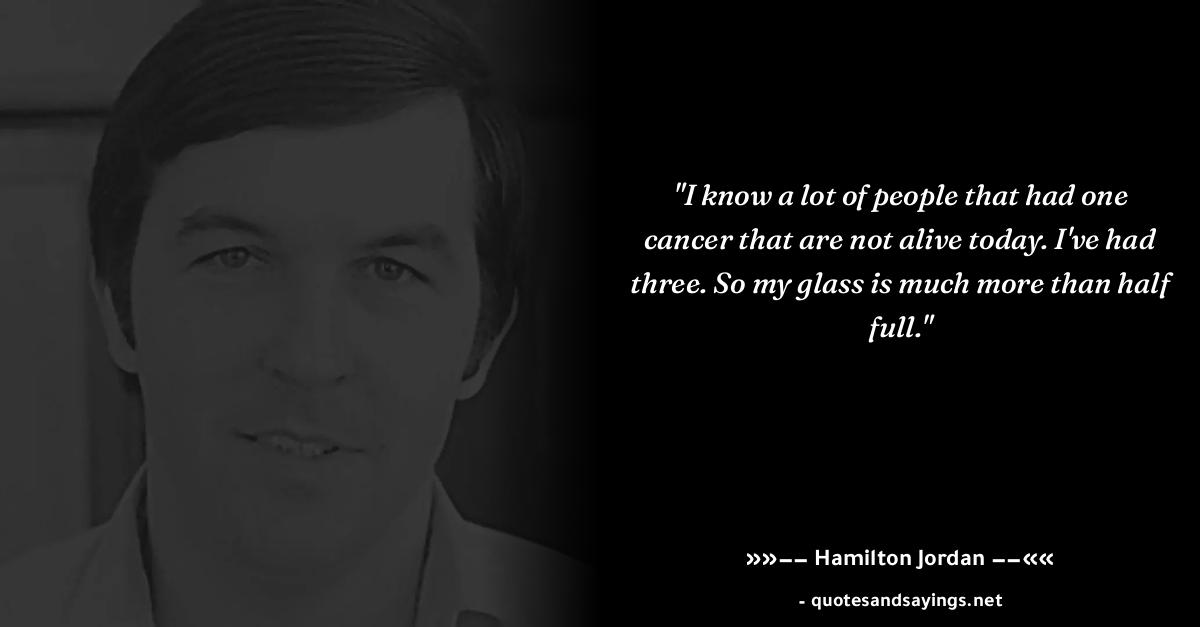 "I know a lot of people that had one
cancer that are not alive today. I've had
three. So my glass is much more than half
full."
»»−− Hamilton Jordan −−««
- quotesandsayings.net